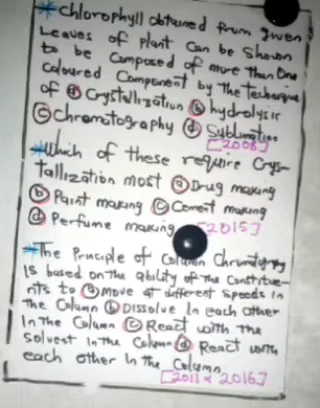 *Chlorophyll obtained from given
Leaves of plant can be shown
to be composed of more than one
Coloured Component by the Technique
of ⓐ Crystallization ⓑ hydrolysis
ⓒ Chromatography ⓓ Sublimation
[2008]
*Which of these require Crys-
tallization most ⓐ Drug making
ⓑ Paint making ⓒ Cement making
ⓓ Perfume making [2015]
*The Principle of Column
Is based on the ability of the Constitue-
nts to ⓐ move at different speeds in
the Column ⓑ Dissolve in each other
In the Column ⓒ React with the
solvent in the Column ⓓ React with
each other In the Column
[2011 & 2016]